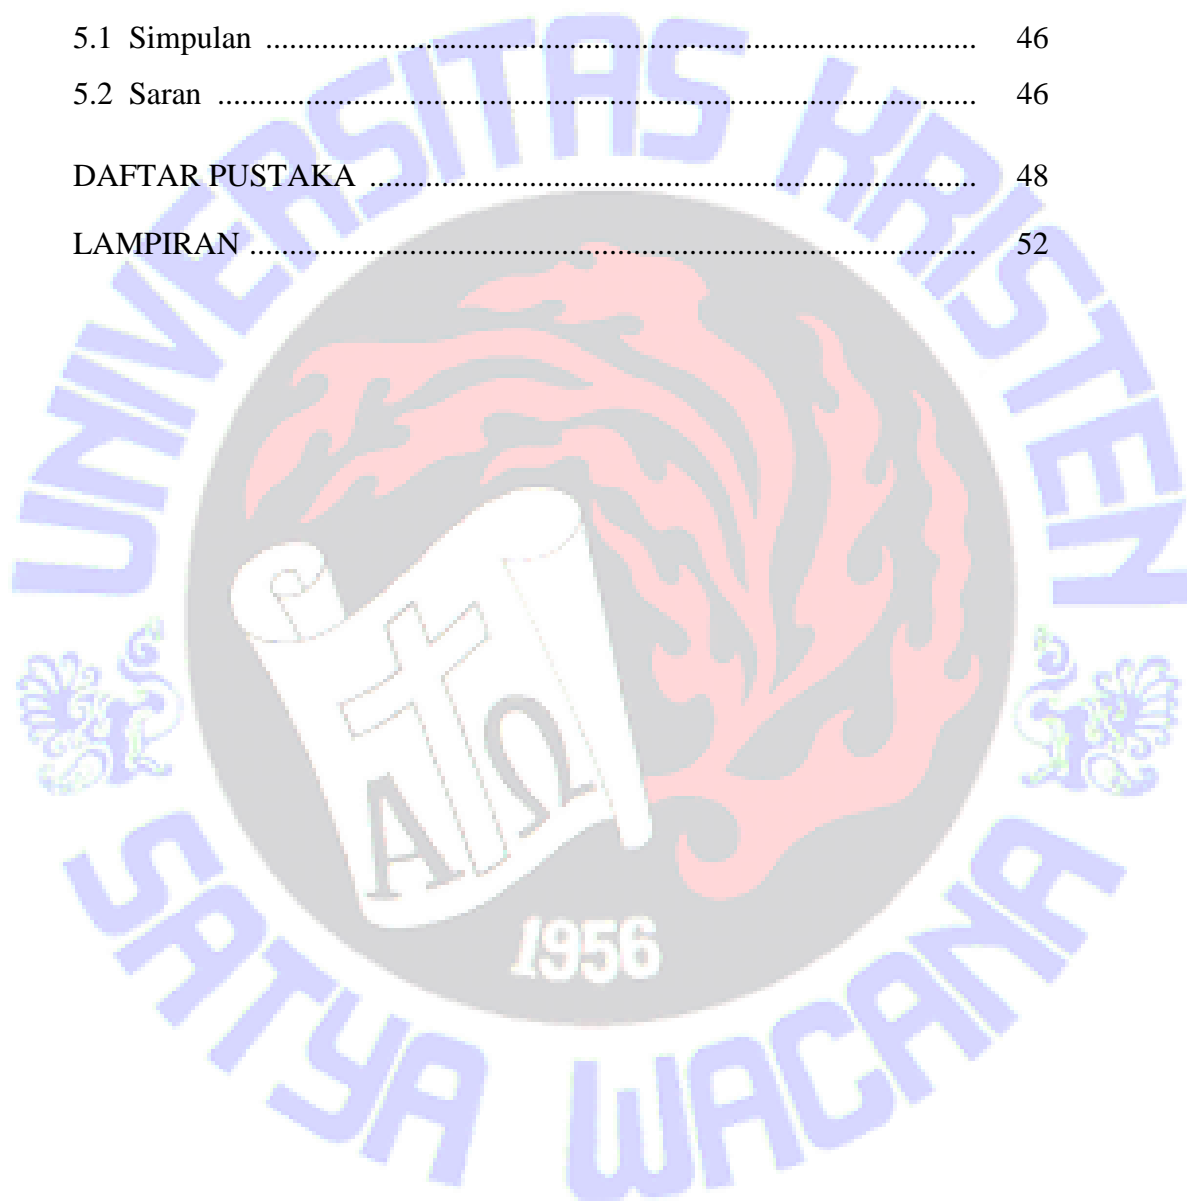 5.1 Simpulan ......................................................................................... 46
5.2 Saran ............................................................................................... 46
DAFTAR PUSTAKA ............................................................................ 48
LAMPIRAN ........................................................................................... 52
UNIVERSITAS KRISTEN
Α Ω
1956
SATYA WACANA